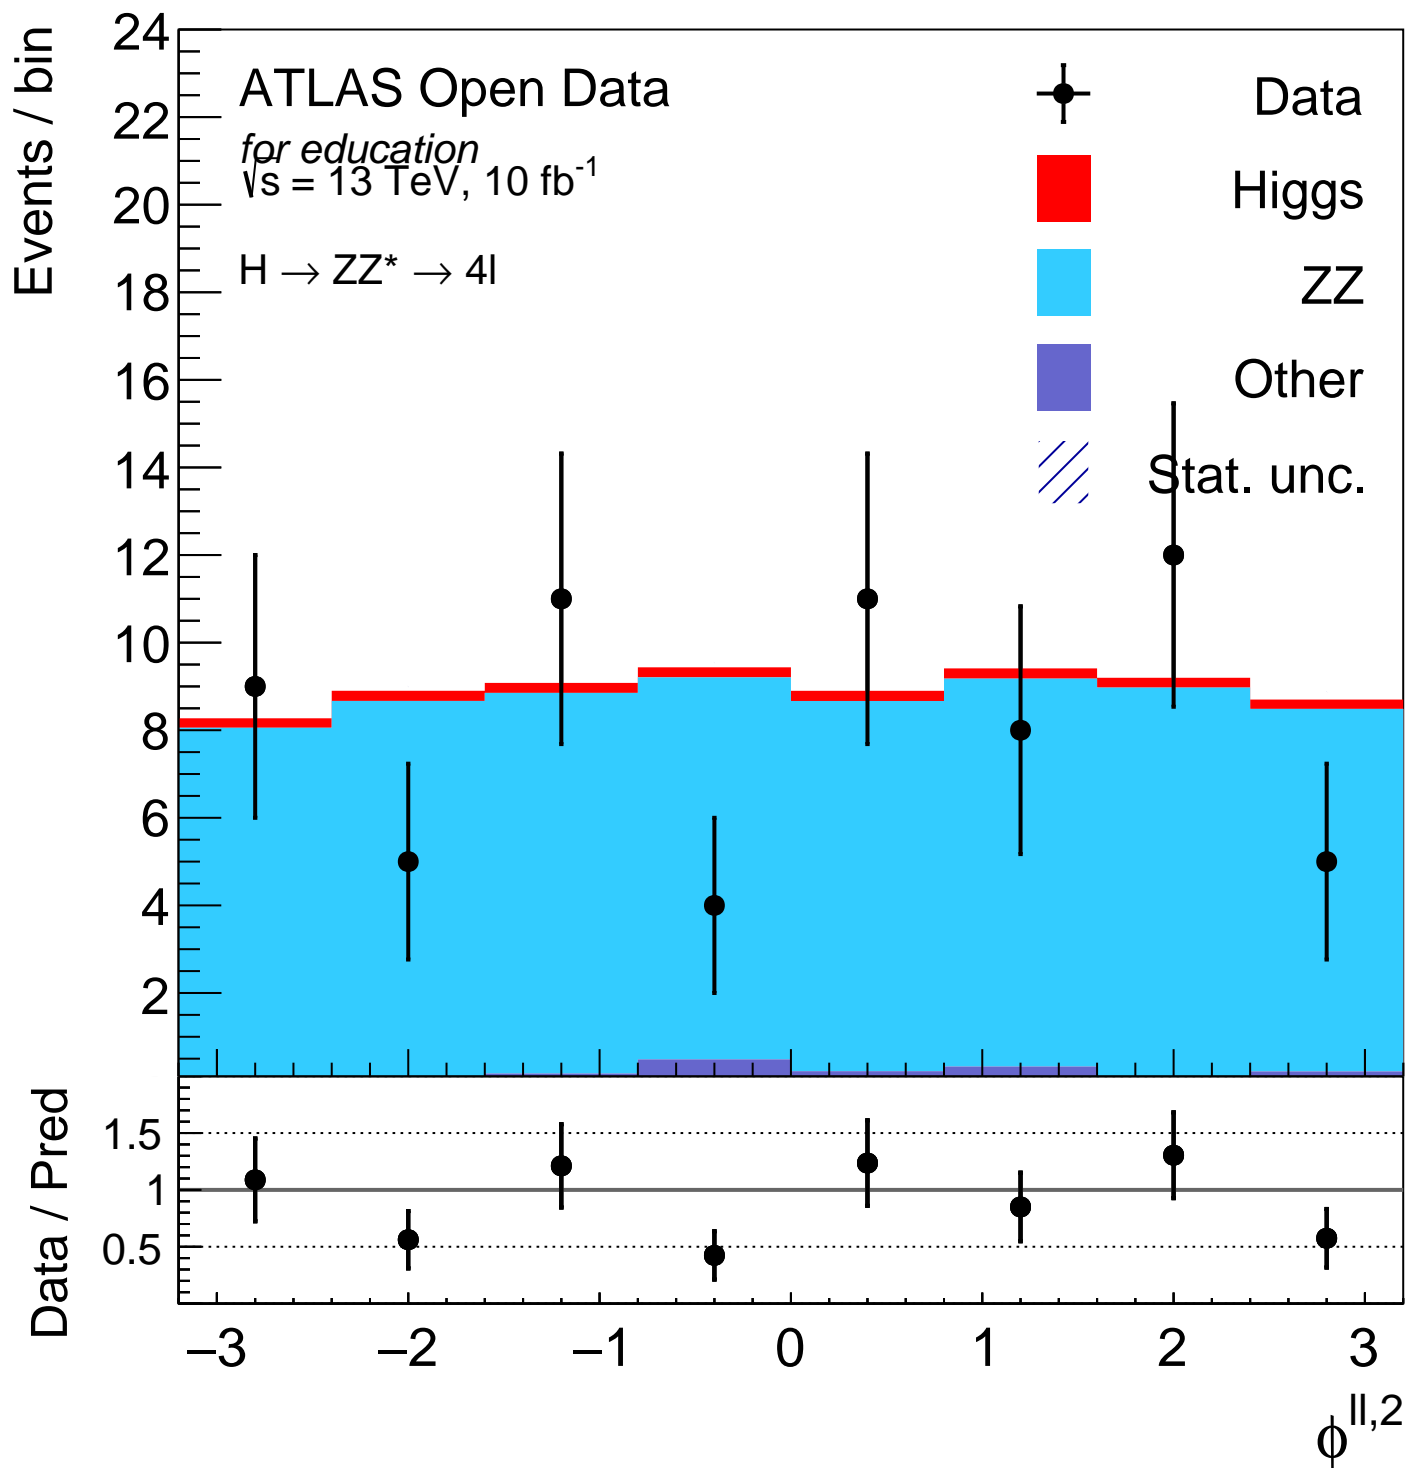 Events / bin
24
22
20
18
16
14
12
10
8
6
4
2
ATLAS Open Data
for education
√s = 13 TeV, 10 fb-1
H → ZZ* → 4l
Data
Higgs
ZZ
Other
Stat. unc.
Data / Pred
1.5
1
0.5
−3 −2 −1 0 1 2 3
ϕll,2